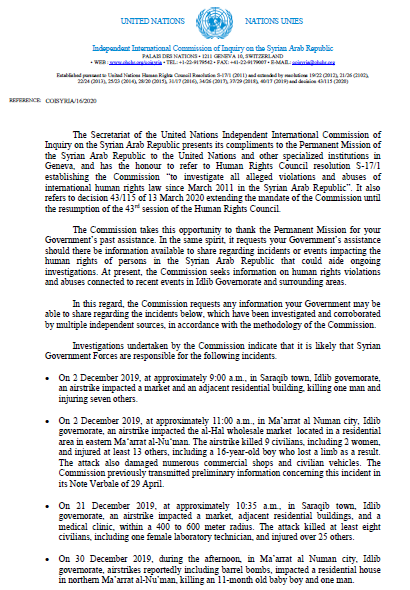 UNITED NATIONS
NATIONS UNIES
Independent International Commission of Inquiry on the Syrian Arab Republic
PALAIS DES NATIONS • 1211 GENEVA 10, SWITZERLAND
• WEB : www.ohchr.org/coisyria • TEL: +41-22-9179542 • FAX: +41-22-9179007 • E-MAIL: coisyria@ohchr.org
Established pursuant to United Nations Human Rights Council Resolution S-17/1 (2011) and extended by resolutions 19/22 (2012), 21/26 (2102),
22/24 (2013), 25/23 (2014), 28/20 (2015), 31/17 (2016), 34/26 (2017), 37/29 (2018), 40/17 (2019) and decision 43/115 (2020)
REFERENCE: COISYRIA/16/2020
The Secretariat of the United Nations Independent International Commission of
Inquiry on the Syrian Arab Republic presents its compliments to the Permanent Mission of
the Syrian Arab Republic to the United Nations and other specialized institutions in
Geneva, and has the honour to refer to Human Rights Council resolution S-17/1
establishing the Commission “to investigate all alleged violations and abuses of
international human rights law since March 2011 in the Syrian Arab Republic”. It also
refers to decision 43/115 of 13 March 2020 extending the mandate of the Commission until
the resumption of the 43rd session of the Human Rights Council.
The Commission takes this opportunity to thank the Permanent Mission for your
Government’s past assistance. In the same spirit, it requests your Government’s assistance
should there be information available to share regarding incidents or events impacting the
human rights of persons in the Syrian Arab Republic that could aide ongoing
investigations. At present, the Commission seeks information on human rights violations
and abuses connected to recent events in Idlib Governorate and surrounding areas.
In this regard, the Commission requests any information your Government may be
able to share regarding the incidents below, which have been investigated and corroborated
by multiple independent sources, in accordance with the methodology of the Commission.
Investigations undertaken by the Commission indicate that it is likely that Syrian
Government Forces are responsible for the following incidents.
• On 2 December 2019, at approximately 9:00 a.m., in Saraqib town, Idlib governorate,
an airstrike impacted a market and an adjacent residential building, killing one man and
injuring seven others.
• On 2 December 2019, at approximately 11:00 a.m., in Ma’arrat al Numan city, Idlib
governorate, an airstrike impacted the al-Hal wholesale market located in a residential
area in eastern Ma’arrat al-Nu’man. The airstrike killed 9 civilians, including 2 women,
and injured at least 13 others, including a 16-year-old boy who lost a limb as a result.
The attack also damaged numerous commercial shops and civilian vehicles. The
Commission previously transmitted preliminary information concerning this incident in
its Note Verbale of 29 April.
• On 21 December 2019, at approximately 10:35 a.m., in Saraqib town, Idlib
governorate, an airstrike impacted a market, adjacent residential buildings, and a
medical clinic, within a 400 to 600 meter radius. The attack killed at least eight
civilians, including one female laboratory technician, and injured over 25 others.
• On 30 December 2019, during the afternoon, in Ma’arrat al Numan city, Idlib
governorate, airstrikes reportedly including barrel bombs, impacted a residential house
in northern Ma’arrat al-Nu’man, killing an 11-month old baby boy and one man.